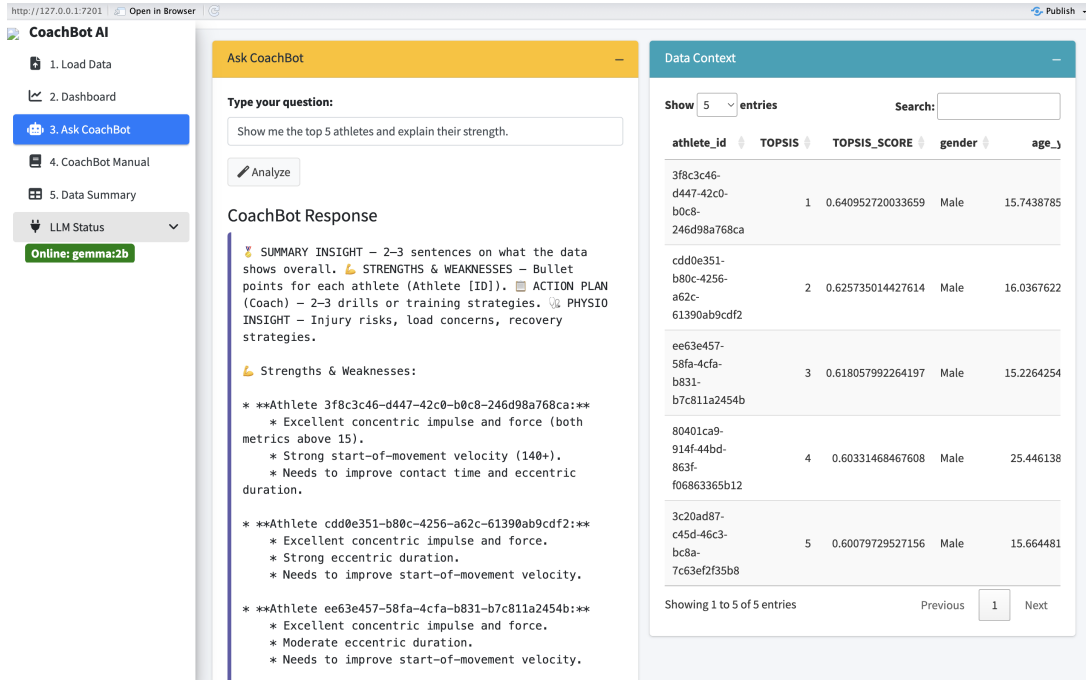 http://127.0.0.1:7201
Open in Browser
Publish
CoachBot AI
1. Load Data
2. Dashboard
3. Ask CoachBot
4. CoachBot Manual
5. Data Summary
LLM Status
Online: gemma:2b
Ask CoachBot
Type your question:
Show me the top 5 athletes and explain their strength.
Analyze
CoachBot Response
🏅 SUMMARY INSIGHT – 2–3 sentences on what the data
shows overall. 💪 STRENGTHS & WEAKNESSES – Bullet
points for each athlete (Athlete [ID]). 📋 ACTION PLAN
(Coach) – 2–3 drills or training strategies. 🩺 PHYSIO
INSIGHT – Injury risks, load concerns, recovery
strategies.
💪 Strengths & Weaknesses:
* **Athlete 3f8c3c46-d447-42c0-b0c8-246d98a768ca:**
* Excellent concentric impulse and force (both
metrics above 15).
* Strong start-of-movement velocity (140+).
* Needs to improve contact time and eccentric
duration.
* **Athlete cdd0e351-b80c-4256-a62c-61390ab9cdf2:**
* Excellent concentric impulse and force.
* Strong eccentric duration.
* Needs to improve start-of-movement velocity.
* **Athlete ee63e457-58fa-4cfa-b831-b7c811a2454b:**
* Excellent concentric impulse and force.
* Moderate eccentric duration.
* Needs to improve start-of-movement velocity.
Data Context
Show 5 entries
Search:
athlete_id TOPSIS TOPSIS_SCORE gender age_y
3f8c3c46-
d447-42c0-
b0c8-
246d98a768ca
1 0.640952720033659 Male 15.7438785
cdd0e351-
b80c-4256-
a62c-
61390ab9cdf2
2 0.625735014427614 Male 16.0367622
ee63e457-
58fa-4cfa-
b831-
b7c811a2454b
3 0.618057992264197 Male 15.2264254
80401ca9-
914f-44bd-
863f-
f06863365b12
4 0.60331468467608 Male 25.446138
3c20ad87-
c45d-46c3-
bc8a-
7c63ef2f35b8
5 0.60079729527156 Male 15.664481
Showing 1 to 5 of 5 entries
Previous 1 Next